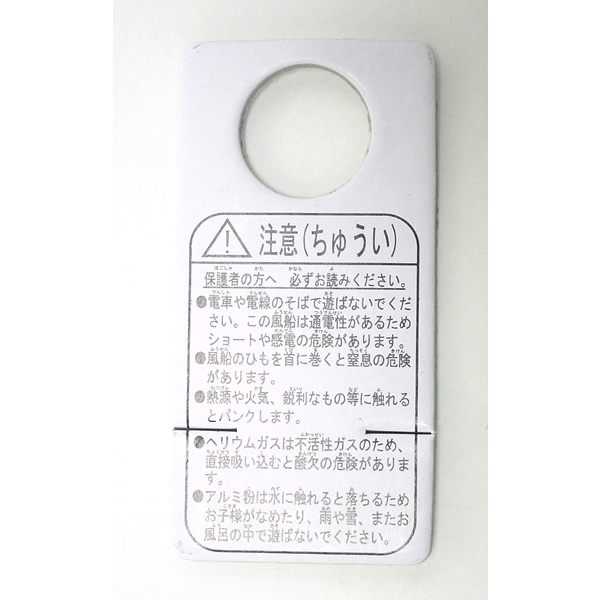 注意(ちゅうい)
保護者の方へ 必ずお読みください。
●電車や電線のそばで遊ばないでくだ
さい。この風船は通電性があるため
ショートや感電の危険があります。
●風船のひもを首に巻くと窒息の危険
があります。
●熱源や火気、鋭利なもの等に触れる
とパンクします。
●ヘリウムガスは不活性ガスのため、
直接吸い込むと酸欠の危険がありま
す。
●アルミ粉は水に触れると落ちるため
お子様がなめたり、雨や雪、またお
風呂の中で遊ばないでください。